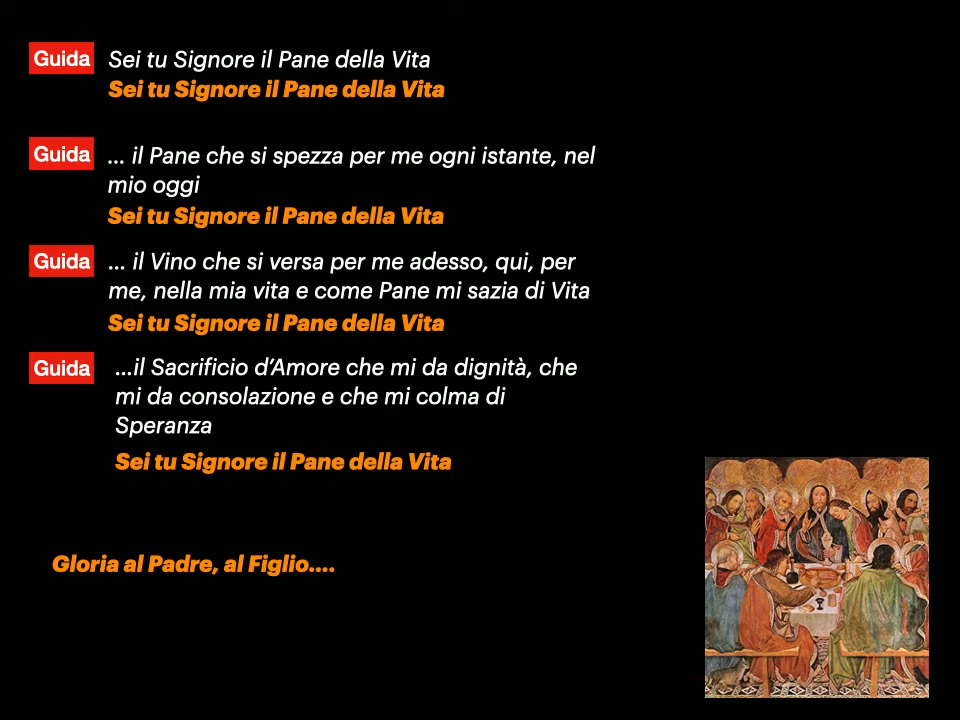 Guida Sei tu Signore il Pane della Vita
Sei tu Signore il Pane della Vita
Guida ... il Pane che si spezza per me ogni istante, nel
mio oggi
Sei tu Signore il Pane della Vita
Guida ... il Vino che si versa per me adesso, qui, per
me, nella mia vita e come Pane mi sazia di Vita
Sei tu Signore il Pane della Vita
Guida ...il Sacrificio d’Amore che mi da dignità, che
mi da consolazione e che mi colma di
Speranza
Sei tu Signore il Pane della Vita
Gloria al Padre, al Figlio....